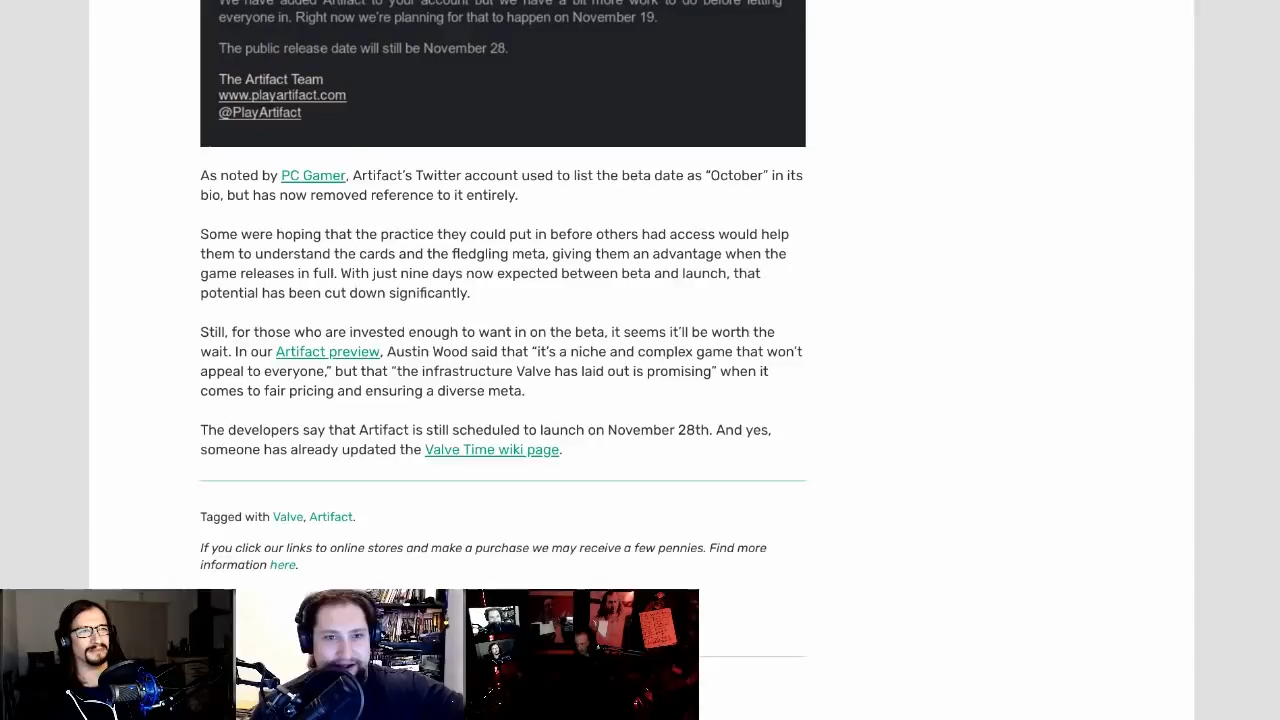 We have added Artifact to your account but we have a bit more work to do before letting
everyone in. Right now we're planning for that to happen on November 19.
The public release date will still be November 28.
The Artifact Team
www.playartifact.com
@PlayArtifact
As noted by PC Gamer, Artifact's Twitter account used to list the beta date as “October” in its
bio, but has now removed reference to it entirely.
Some were hoping that the practice they could put in before others had access would help
them to understand the cards and the fledgling meta, giving them an advantage when the
game releases in full. With just nine days now expected between beta and launch, that
potential has been cut down significantly.
Still, for those who are invested enough to want in on the beta, it seems it'll be worth the
wait. In our Artifact preview, Austin Wood said that “it's a niche and complex game that won't
appeal to everyone,” but that “the infrastructure Valve has laid out is promising” when it
comes to fair pricing and ensuring a diverse meta.
The developers say that Artifact is still scheduled to launch on November 28th. And yes,
someone has already updated the Valve Time wiki page.
Tagged with Valve, Artifact.
If you click our links to online stores and make a purchase we may receive a few pennies. Find more
information here.